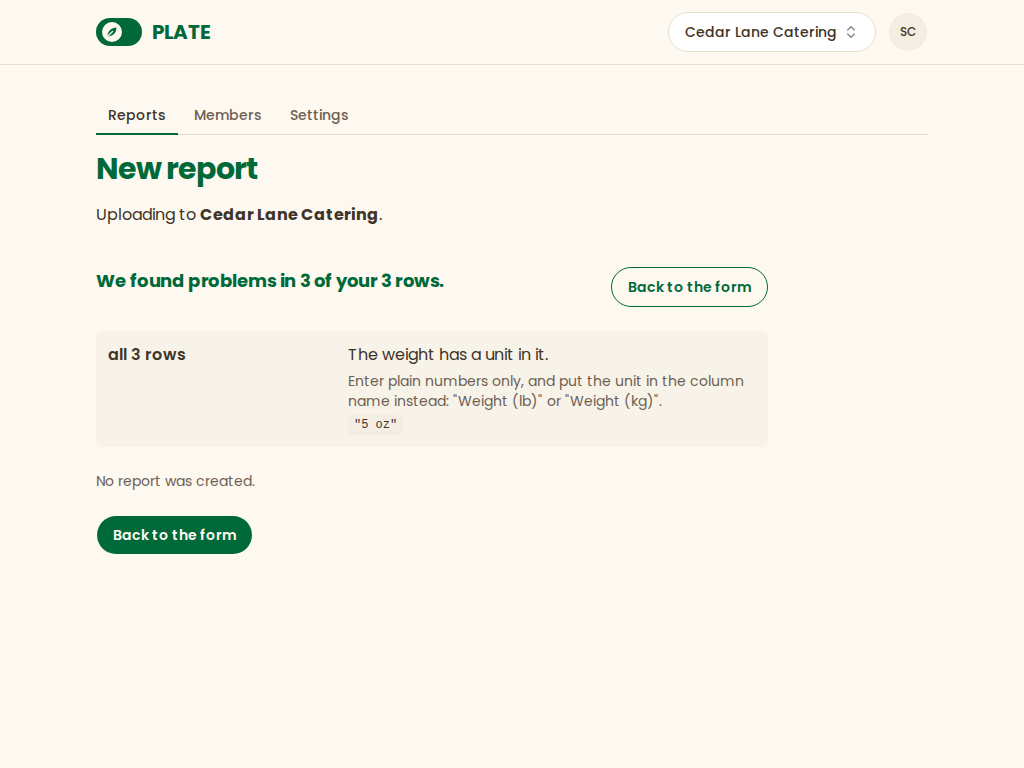 PLATE
Cedar Lane Catering
SC
Reports
Members
Settings
New report
Uploading to Cedar Lane Catering.
We found problems in 3 of your 3 rows.
Back to the form
all 3 rows
The weight has a unit in it.
Enter plain numbers only, and put the unit in the column
name instead: "Weight (lb)" or "Weight (kg)".
"5 oz"
No report was created.
Back to the form